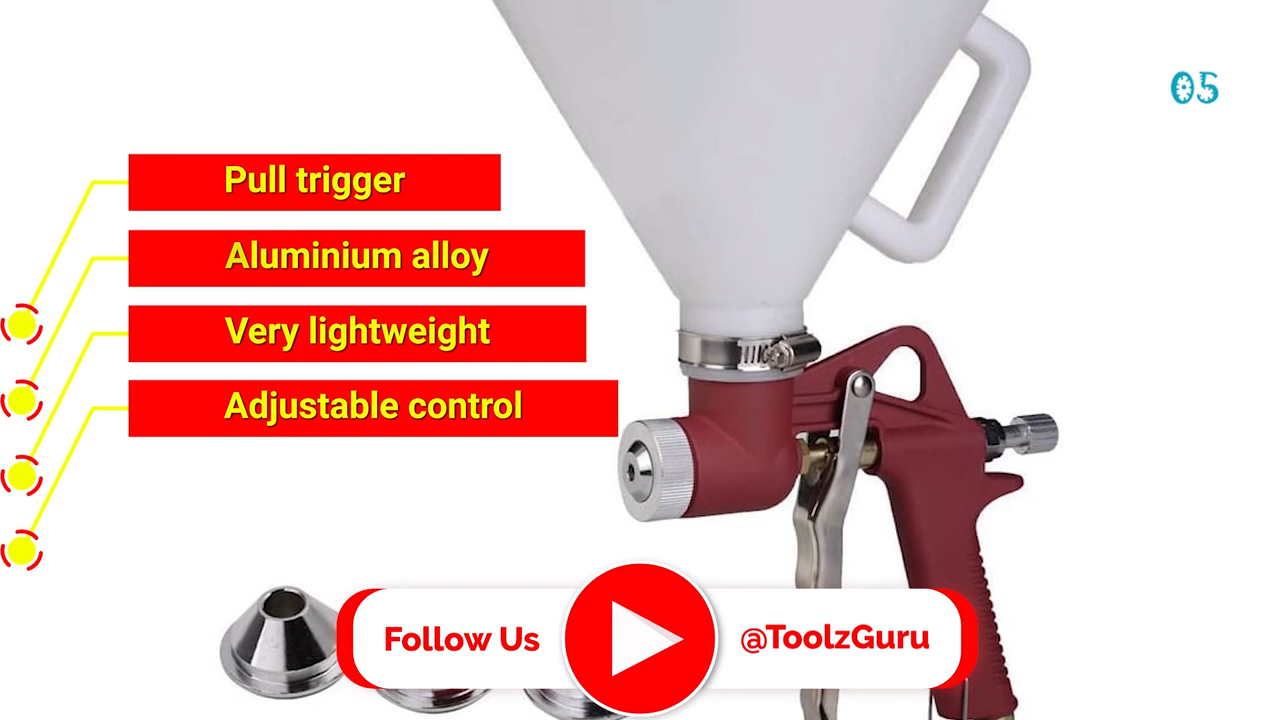 05
Pull trigger
Aluminium alloy
Very lightweight
Adjustable control
Follow Us
@ToolzGuru